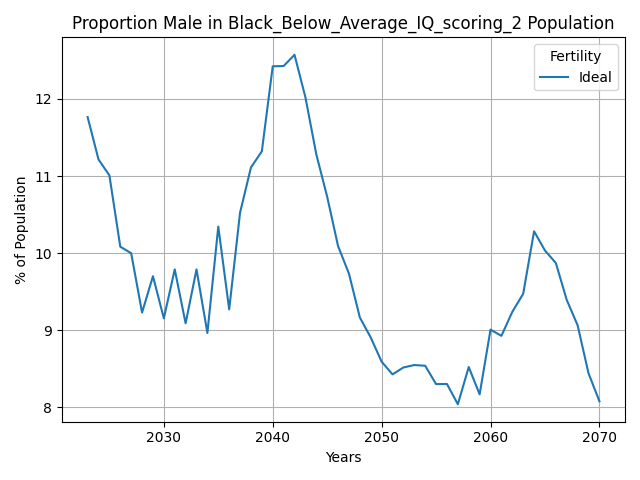 Proportion Male in Black_Below_Average_IQ_scoring_2 Population
Fertility
Ideal
% of Population
12
11
10
9
8
2030
2040
2050
2060
2070
Years